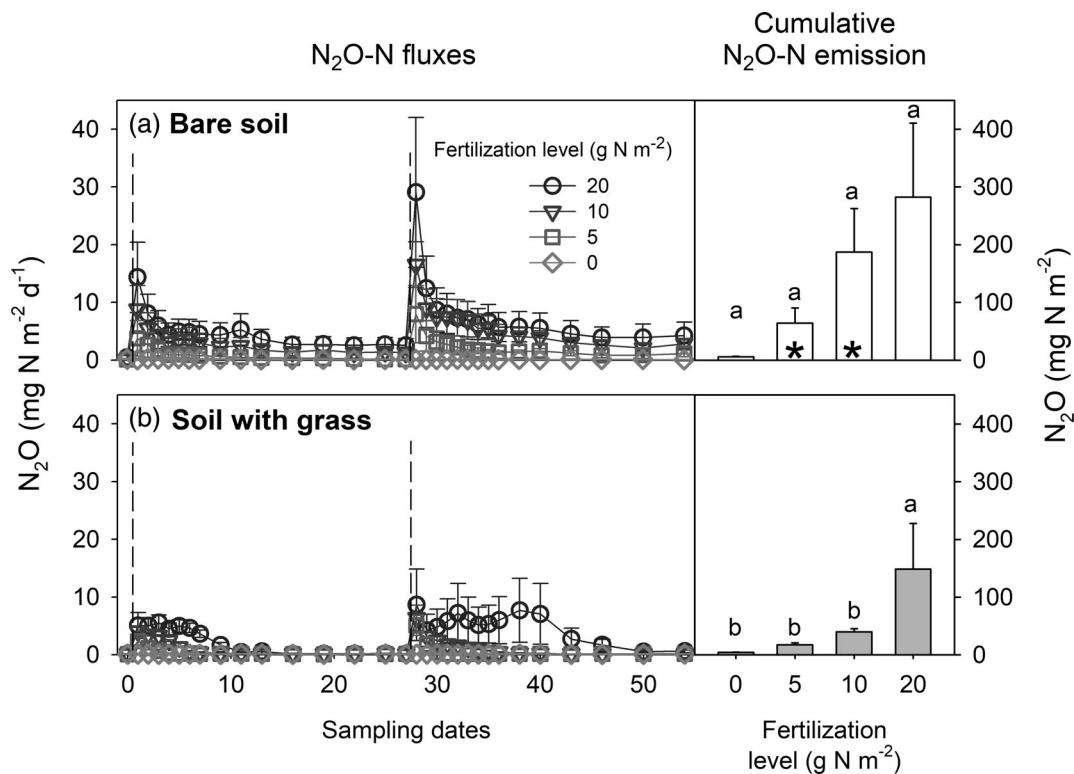 N₂O-N fluxes
Cumulative
N₂O-N emission
(a) Bare soil
Fertilization level (g N m⁻²)
20
10
5
0
40
30
20
10
0
N₂O (mg N m⁻² d⁻¹)
a
a
a
a
*
*
400
300
200
100
0
N₂O (mg N m⁻²)
(b) Soil with grass
40
30
20
10
0
b
b
b
a
400
300
200
100
0
0 10 20 30 40 50
0 5 10 20
Sampling dates
Fertilization
level (g N m⁻²)